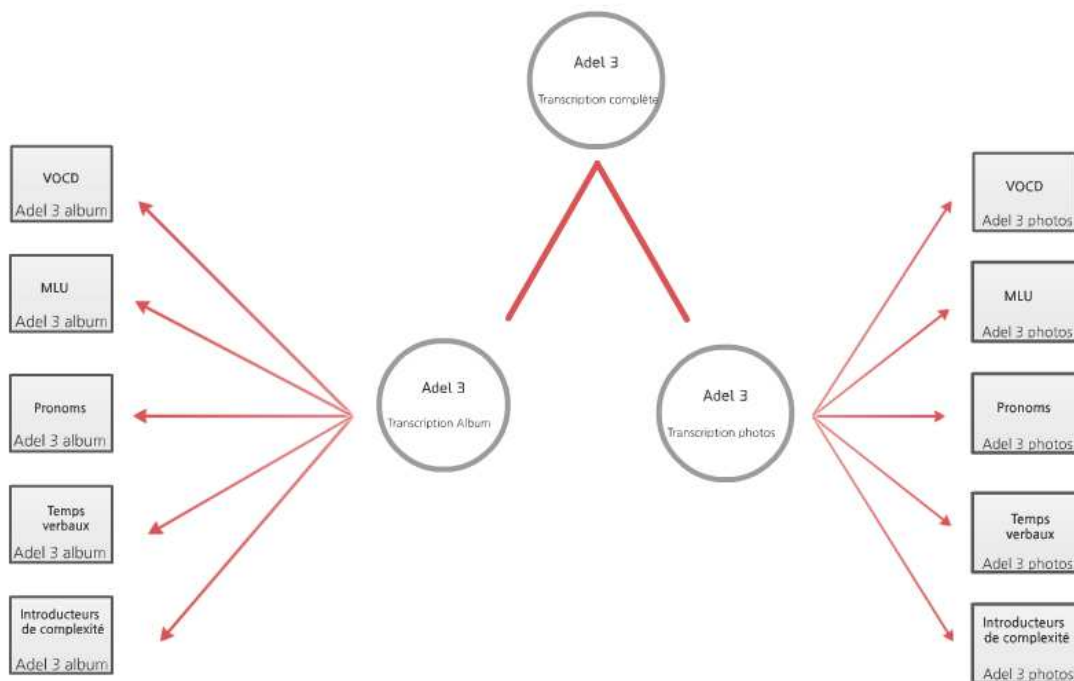 Adel 3
Transcription complète
VOCD
Adel 3 album
MLU
Adel 3 album
Pronoms
Adel 3 album
Temps
verbaux
Adel 3 album
Introducteurs
de complexité
Adel 3 album
Adel 3
Transcription Album
Adel 3
Transcription photos
VOCD
Adel 3 photos
MLU
Adel 3 photos
Pronoms
Adel 3 photos
Temps
verbaux
Adel 3 photos
Introducteurs
de complexité
Adel 3 photos